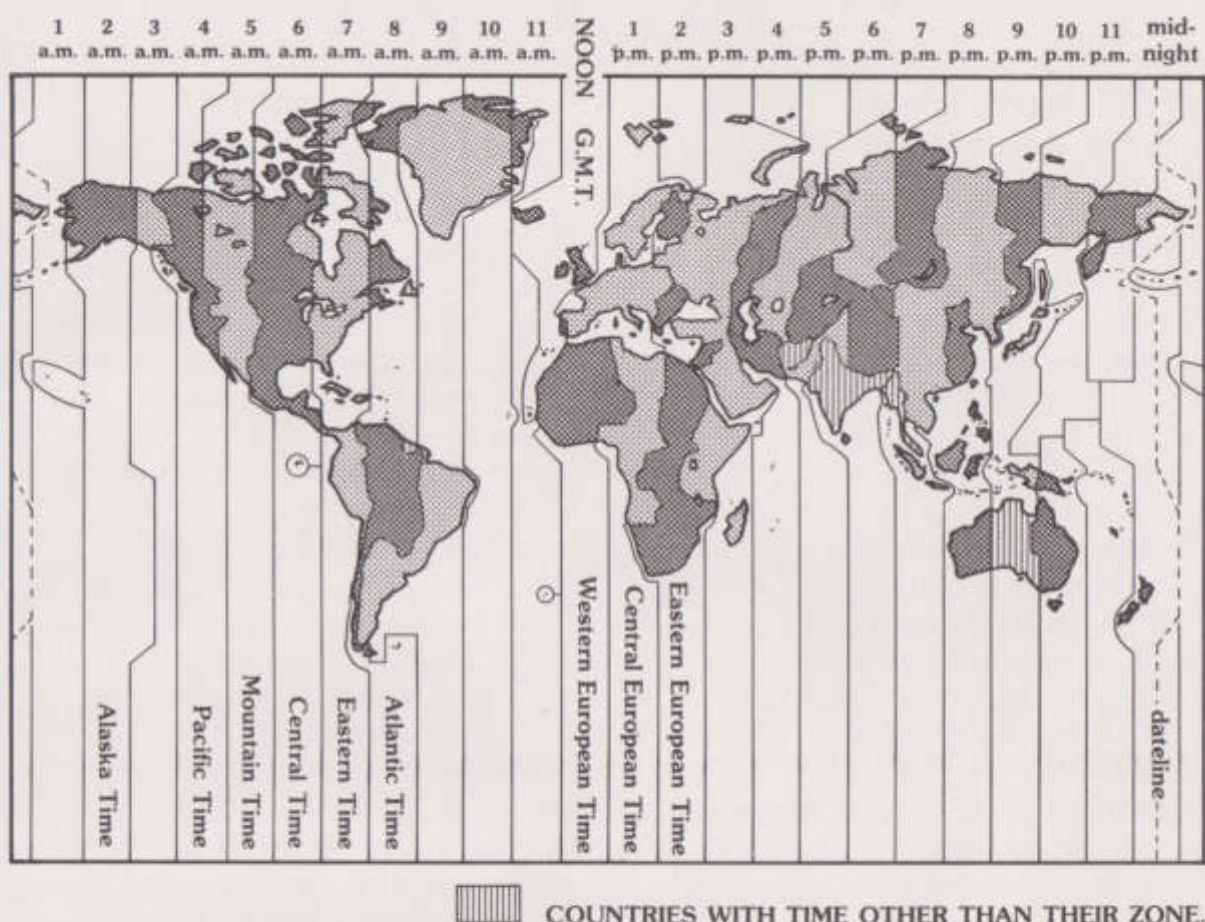 1 2 3 4 5 6 7 8 9 10 11 NOON G.M.T. 1 2 3 4 5 6 7 8 9 10 11 mid-
a.m. a.m. a.m. a.m. a.m. a.m. a.m. a.m. a.m. a.m. a.m. p.m. p.m. p.m. p.m. p.m. p.m. p.m. p.m. p.m. p.m. p.m. night
Alaska Time
Pacific Time
Mountain Time
Central Time
Eastern Time
Atlantic Time
Western European Time
Central European Time
Eastern European Time
dateline
COUNTRIES WITH TIME OTHER THAN THEIR ZONE.